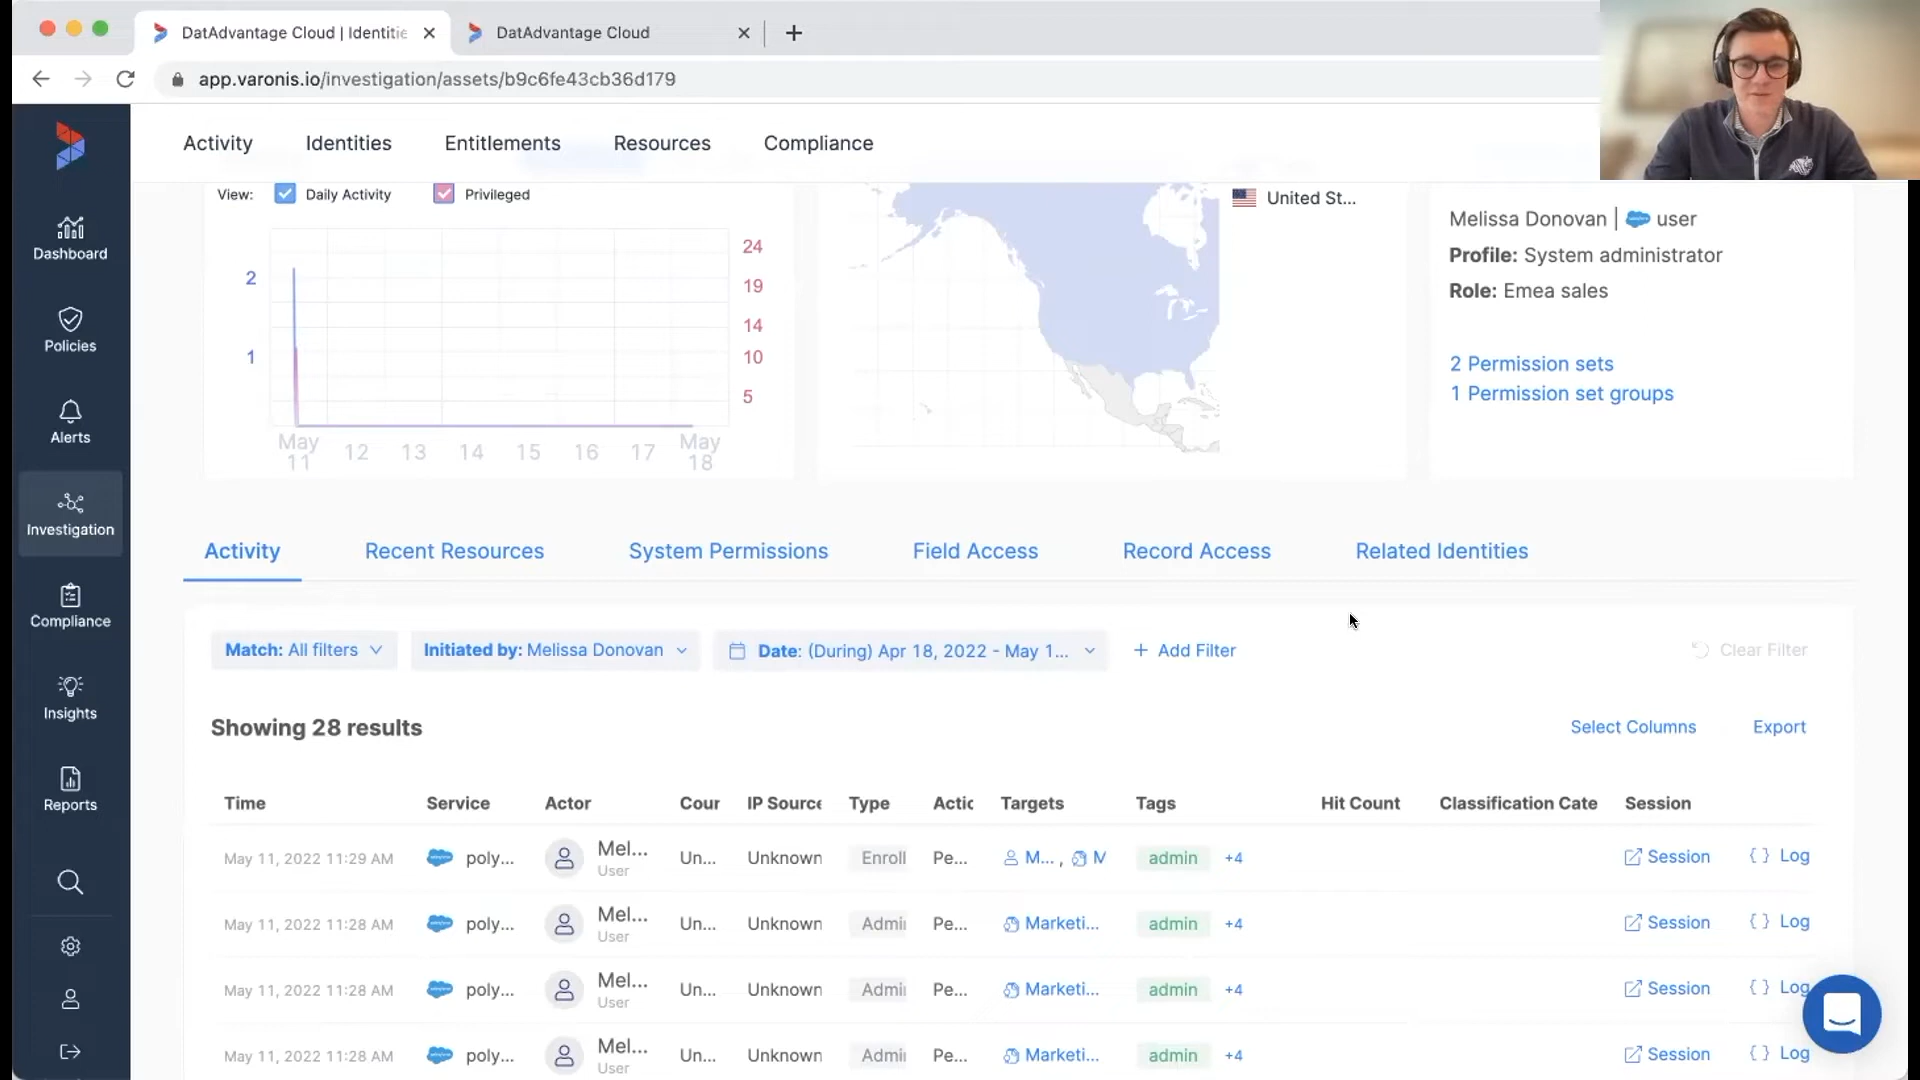 DatAdvantage Cloud | Identitie
DatAdvantage Cloud
app.varonis.io/investigation/assets/b9c6fe43cb36d179
Activity
Identities
Entitlements
Resources
Compliance
Dashboard
Policies
Alerts
Investigation
Compliance
Insights
Reports
View: Daily Activity Privileged
2
1
24
19
14
10
5
May 11 12 13 14 15 16 17 May 18
United St...
Melissa Donovan | user
Profile: System administrator
Role: Emea sales
2 Permission sets
1 Permission set groups
Activity Recent Resources System Permissions Field Access Record Access Related Identities
Match: All filters Initiated by: Melissa Donovan Date: (During) Apr 18, 2022 - May 1... + Add Filter Clear Filter
Showing 28 results Select Columns Export
Time Service Actor Cour IP Source Type Actic Targets Tags Hit Count Classification Cate Session
May 11, 2022 11:29 AM poly... Mel... User Un... Unknown Enroll Pe... M... , M admin +4 Session {} Log
May 11, 2022 11:28 AM poly... Mel... User Un... Unknown Admi Pe... Marketi... admin +4 Session {} Log
May 11, 2022 11:28 AM poly... Mel... User Un... Unknown Admi Pe... Marketi... admin +4 Session {} Log
May 11, 2022 11:28 AM poly... Mel... User Un... Unknown Admi Pe... Marketi... admin +4 Session {} Log